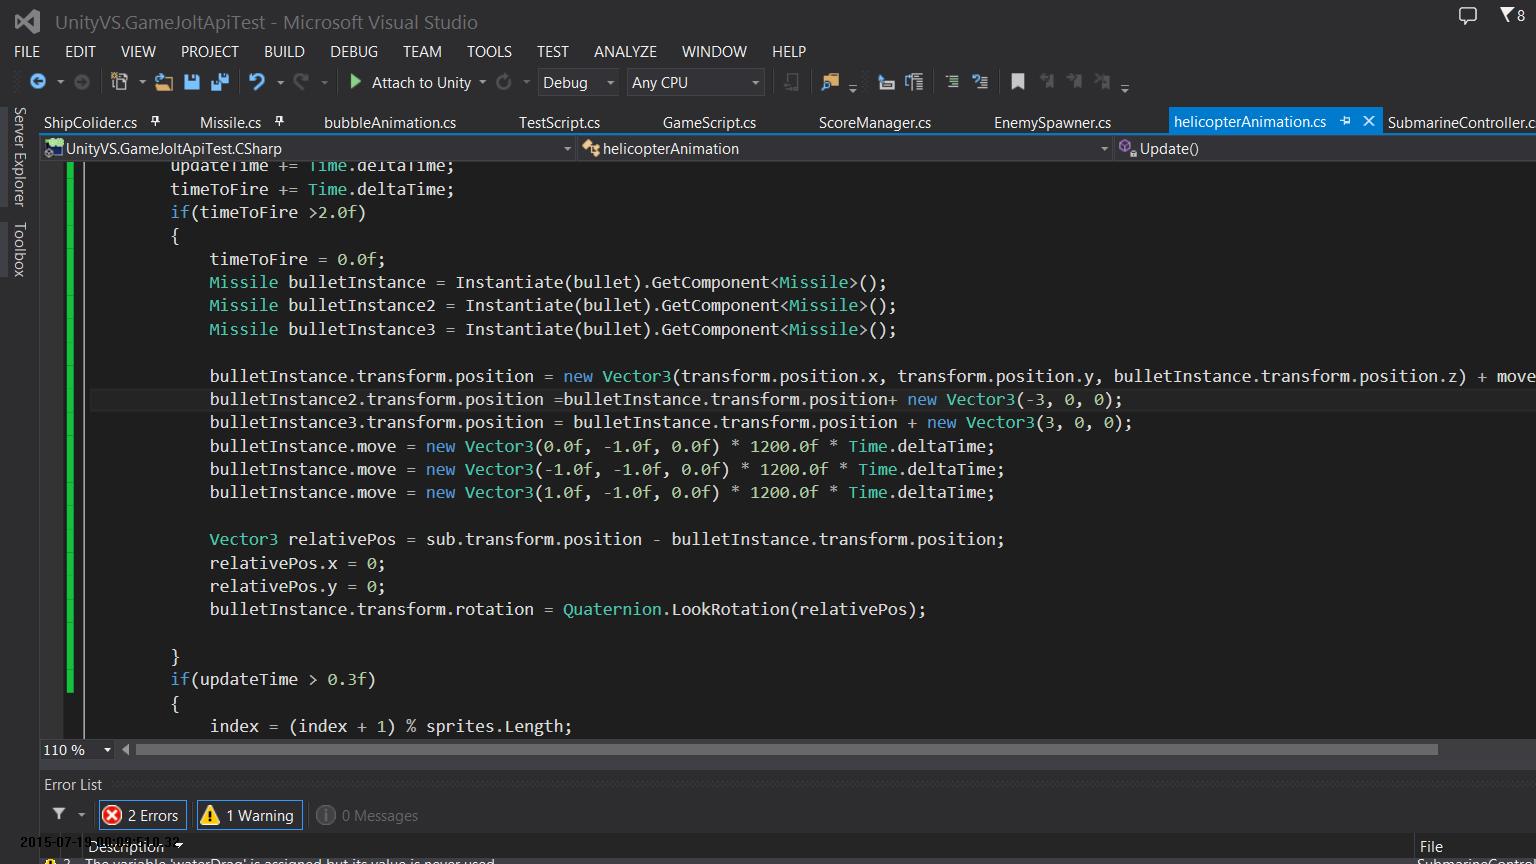 UnityVS.GameJoltApiTest - Microsoft Visual Studio
8
FILE EDIT VIEW PROJECT BUILD DEBUG TEAM TOOLS TEST ANALYZE WINDOW HELP
Attach to Unity Debug Any CPU
Server Explorer
Toolbox
ShipColider.cs Missile.cs bubbleAnimation.cs TestScript.cs GameScript.cs ScoreManager.cs EnemySpawner.cs helicopterAnimation.cs SubmarineController.cs
UnityVS.GameJoltApiTest.CSharp helicopterAnimation Update()
updateTime += Time.deltaTime;
timeToFire += Time.deltaTime;
if(timeToFire >2.0f)
{
timeToFire = 0.0f;
Missile bulletInstance = Instantiate(bullet).GetComponent<Missile>();
Missile bulletInstance2 = Instantiate(bullet).GetComponent<Missile>();
Missile bulletInstance3 = Instantiate(bullet).GetComponent<Missile>();
bulletInstance.transform.position = new Vector3(transform.position.x, transform.position.y, bulletInstance.transform.position.z) + move
bulletInstance2.transform.position =bulletInstance.transform.position+ new Vector3(-3, 0, 0);
bulletInstance3.transform.position = bulletInstance.transform.position + new Vector3(3, 0, 0);
bulletInstance.move = new Vector3(0.0f, -1.0f, 0.0f) * 1200.0f * Time.deltaTime;
bulletInstance.move = new Vector3(-1.0f, -1.0f, 0.0f) * 1200.0f * Time.deltaTime;
bulletInstance.move = new Vector3(1.0f, -1.0f, 0.0f) * 1200.0f * Time.deltaTime;
Vector3 relativePos = sub.transform.position - bulletInstance.transform.position;
relativePos.x = 0;
relativePos.y = 0;
bulletInstance.transform.rotation = Quaternion.LookRotation(relativePos);
}
if(updateTime > 0.3f)
{
index = (index + 1) % sprites.Length;
110 %
Error List
2 Errors 1 Warning 0 Messages
Description File
The variable 'waterDrag' is assigned but its value is never used